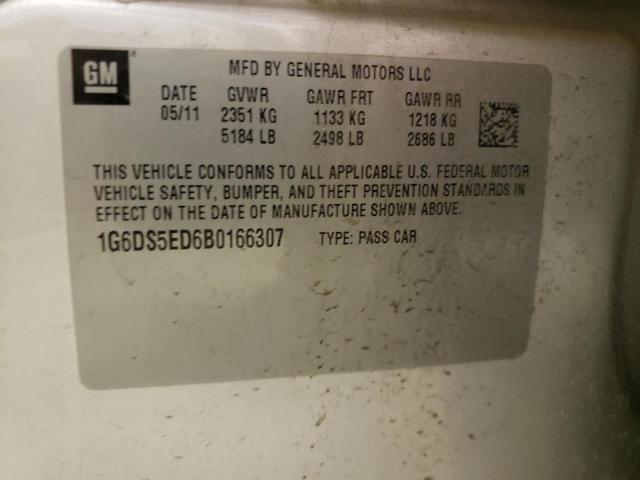 GM
MFD BY GENERAL MOTORS LLC
DATE GVWR GAWR FRT GAWR RR
05/11 2351 KG 1133 KG 1218 KG
5184 LB 2498 LB 2686 LB
THIS VEHICLE CONFORMS TO ALL APPLICABLE U.S. FEDERAL MOTOR
VEHICLE SAFETY, BUMPER, AND THEFT PREVENTION STANDARDS IN
EFFECT ON THE DATE OF MANUFACTURE SHOWN ABOVE.
1G6DS5ED6B0166307 TYPE: PASS CAR